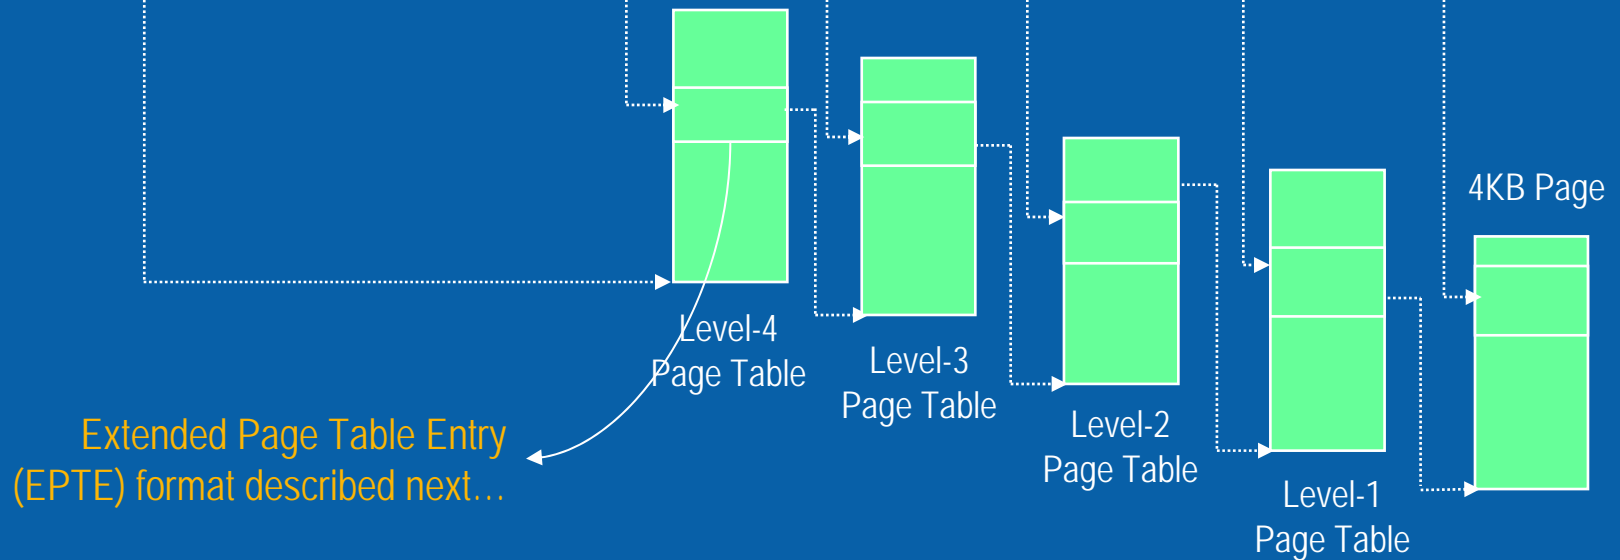 4KB Page
Level-4
Page Table
Level-3
Page Table
Level-2
Page Table
Level-1
Page Table
Extended Page Table Entry
(EPTE) format described next…